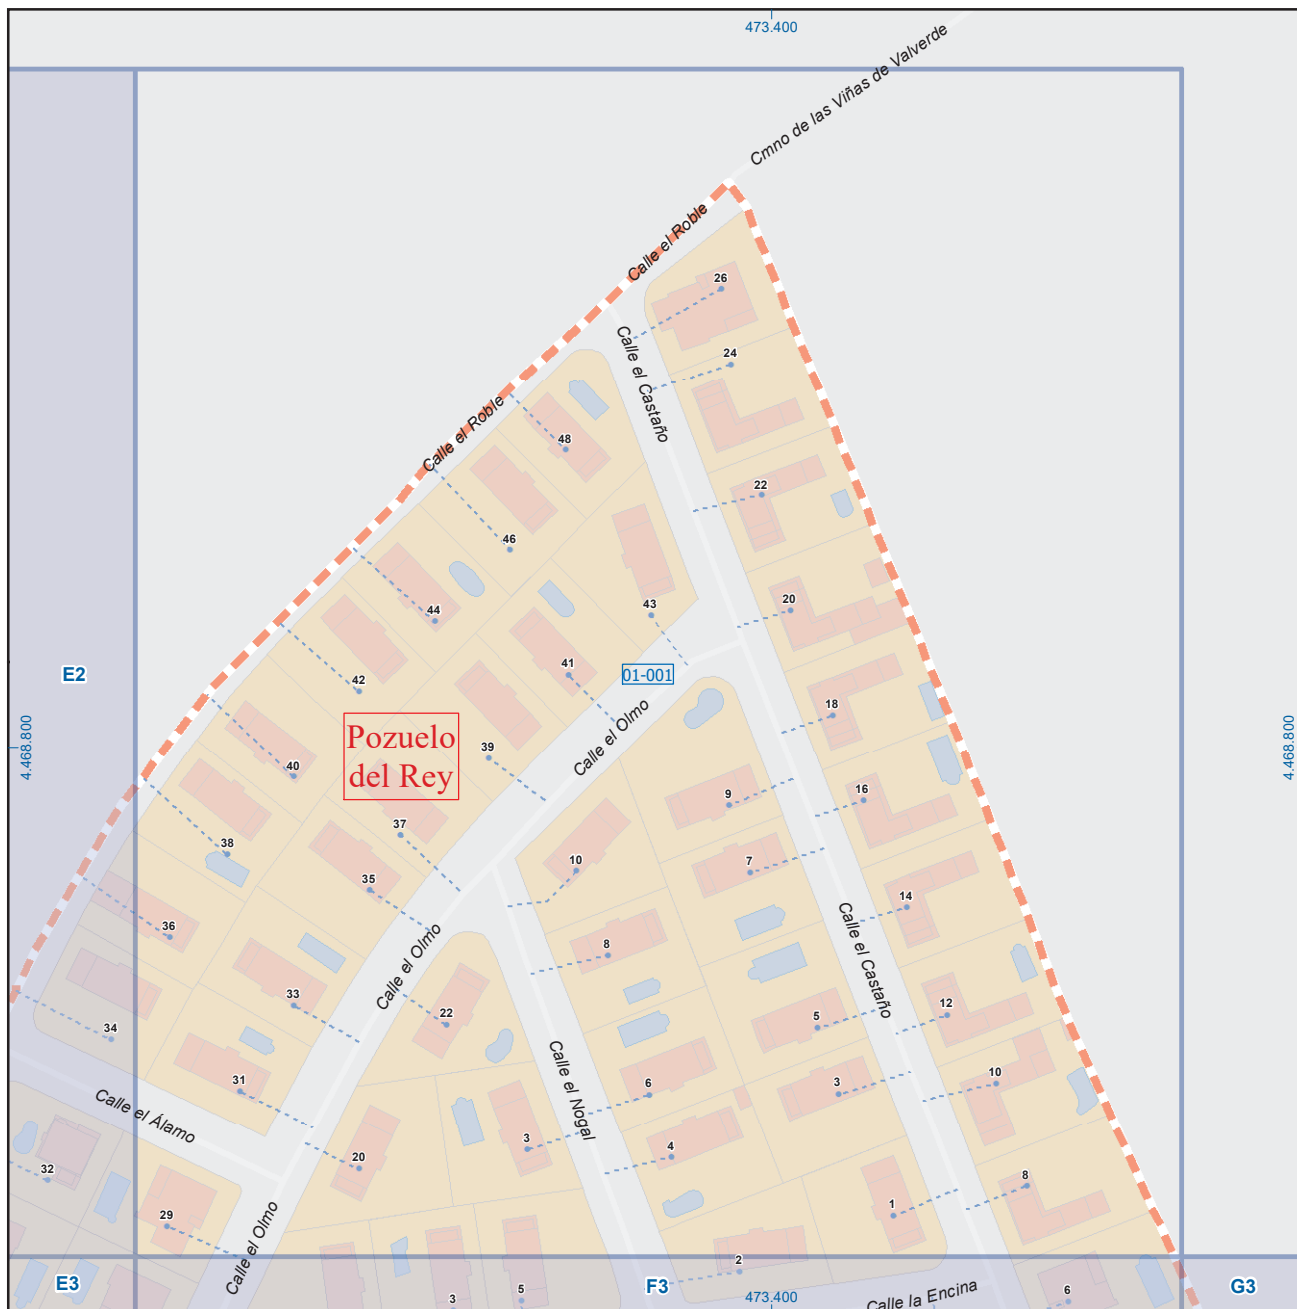 473.400
Cmno de las Viñas de Valverde
Calle el Roble
26
Calle el Castaño
24
Calle el Roble
48
22
46
44
43
20
41
01-001
E2
42
18
Calle el Olmo
Pozuelo
del Rey
39
4.468.800
4.468.800
40
9
16
37
38
10
7
35
14
Calle el Castaño
36
8
Calle el Olmo
33
12
22
5
34
Calle el Nogal
31
6
3
10
Calle el Álamo
3
4
20
32
8
1
29
Calle el Olmo
2
E3
F3
G3
3
5
473.400
Calle la Encina
6